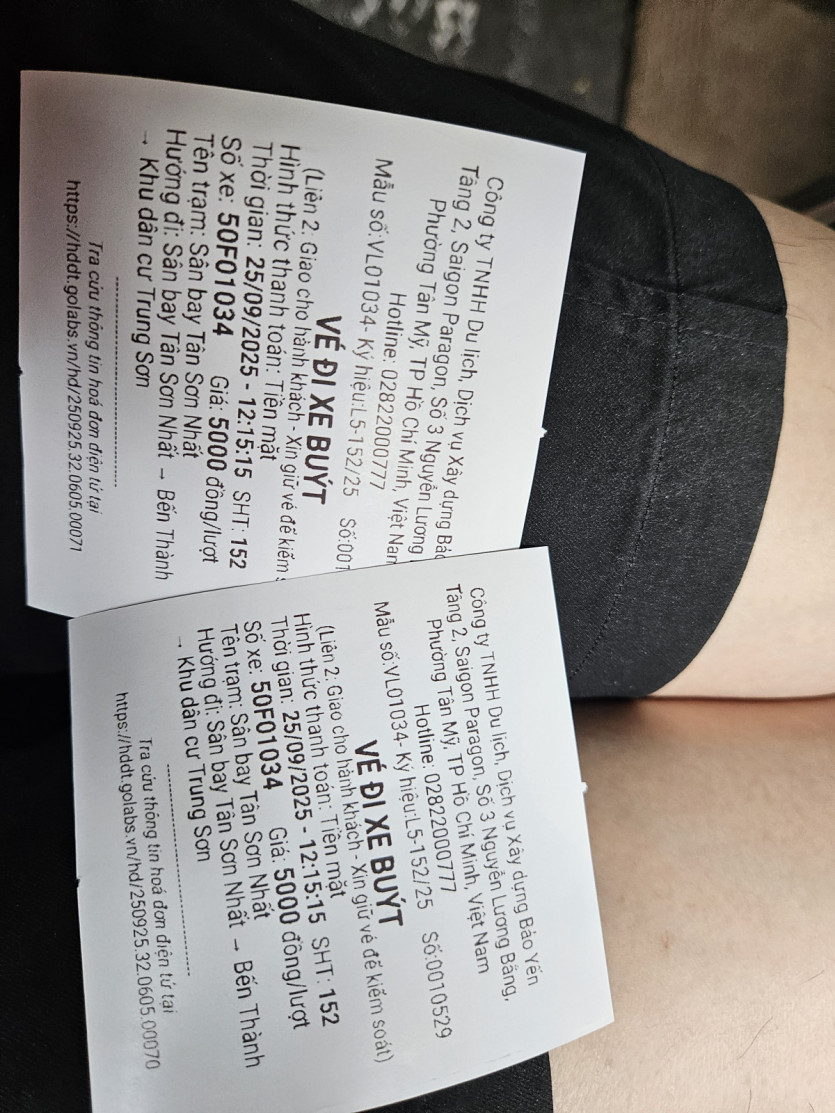 Công ty TNHH Du lịch, Dịch vụ Xây dựng
Tầng 2, Saigon Paragon, Số 3 Nguyễn Lương
Phường Tân Mỹ, TP Hồ Chí Minh, Việt
Hotline: 02822000777
Mẫu số:VL01034- Ký hiệu:L5-152/25 Số:001
VÉ ĐI XE BUÝT
(Liên 2: Giao cho hành khách - Xin giữ vé để kiểm
Hình thức thanh toán: Tiền mặt
Thời gian: 25/09/2025 - 12:15:15 SHT: 152
Số xe: 50F01034 Giá: 5000 đồng/lượt
Tên trạm: Sân bay Tân Sơn Nhất
Hướng đi: Sân bay Tân Sơn Nhất → Bến Thành
→ Khu dân cư Trung Sơn
Tra cứu thông tin hoá đơn điện tử tại
https://hddt.golabs.vn/hd/250925.32.0605.00071
Công ty TNHH Du lịch, Dịch vụ Xây dựng Bảo Yến
Tầng 2, Saigon Paragon, Số 3 Nguyễn Lương Bằng,
Phường Tân Mỹ, TP Hồ Chí Minh, Việt Nam
Hotline: 02822000777
Mẫu số:VL01034- Ký hiệu:L5-152/25 Số:0010529
VÉ ĐI XE BUÝT
(Liên 2: Giao cho hành khách - Xin giữ vé để kiểm soát)
Hình thức thanh toán: Tiền mặt
Thời gian: 25/09/2025 - 12:15:15 SHT: 152
Số xe: 50F01034 Giá: 5000 đồng/lượt
Tên trạm: Sân bay Tân Sơn Nhất
Hướng đi: Sân bay Tân Sơn Nhất → Bến Thành
→ Khu dân cư Trung Sơn
Tra cứu thông tin hoá đơn điện tử tại
https://hddt.golabs.vn/hd/250925.32.0605.00070